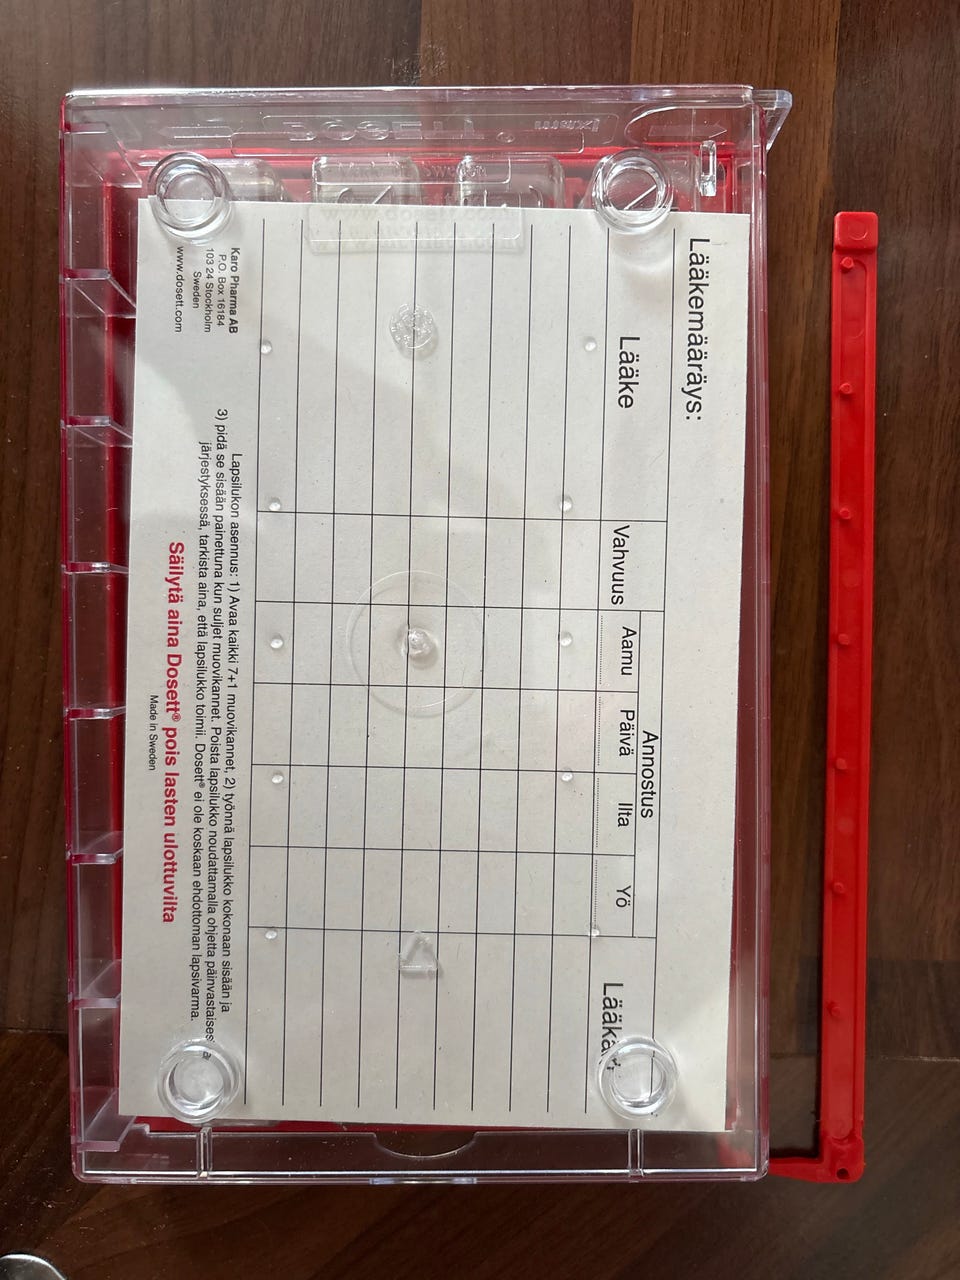 Lääkemääräys:
Annostus
Lääke Vahvuus Aamu Päivä Ilta Yö
Lapsilukon asennus: 1) Avaa kaikki 7+1 muovikannet, 2) työnnä lapsilukko kokonaan sisään ja
3) pidä se sisään painettuna kun suljet muovikannet. Poista lapsilukko noudattamalla ohjetta päinvastaises
järjestyksessä, tarkista aina, että lapsilukko toimii. Dosett® ei ole koskaan ehdottoman lapsivarma.
Säilytä aina Dosett® pois lasten ulottuvilta
Made in Sweden
Karo Pharma AB
P.O. Box 16184
103 24 Stockholm
Sweden
www.dosett.com
DOSETT®
maxi
www.dosett.com